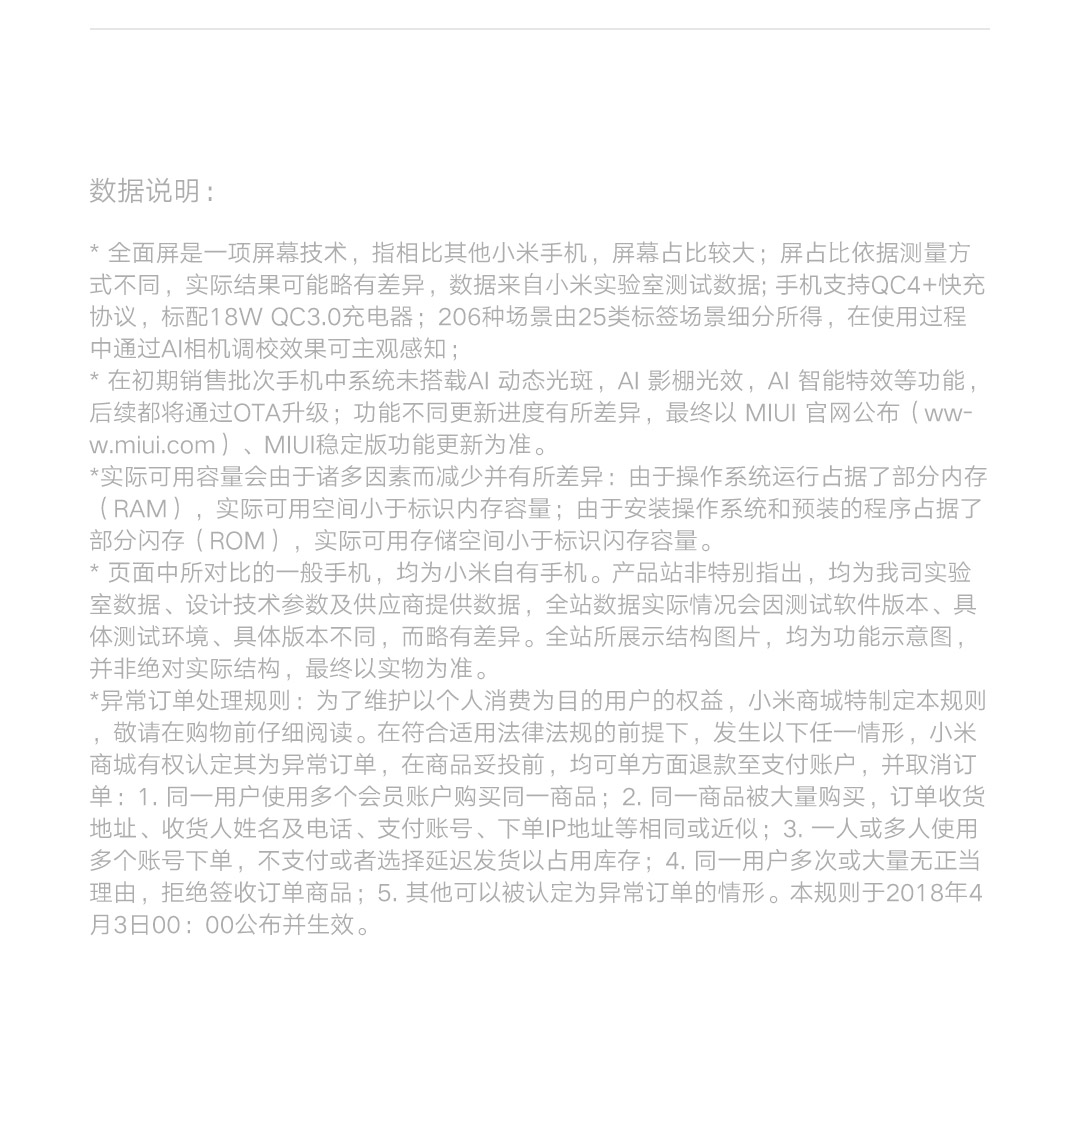 数据说明：
* 全面屏是一项屏幕技术，指相比其他小米手机，屏幕占比较大；屏占比依据测量方
式不同，实际结果可能略有差异，数据来自小米实验室测试数据; 手机支持QC4+快充
协议，标配18W QC3.0充电器；206种场景由25类标签场景细分所得，在使用过程
中通过AI相机调校效果可主观感知；
* 在初期销售批次手机中系统未搭载AI 动态光斑，AI 影棚光效，AI 智能特效等功能，
后续都将通过OTA升级；功能不同更新进度有所差异，最终以 MIUI 官网公布（ww-
w.miui.com）、MIUI稳定版功能更新为准。
*实际可用容量会由于诸多因素而减少并有所差异：由于操作系统运行占据了部分内存
（RAM），实际可用空间小于标识内存容量；由于安装操作系统和预装的程序占据了
部分闪存（ROM），实际可用存储空间小于标识闪存容量。
* 页面中所对比的一般手机，均为小米自有手机。产品站非特别指出，均为我司实验
室数据、设计技术参数及供应商提供数据，全站数据实际情况会因测试软件版本、具
体测试环境、具体版本不同，而略有差异。全站所展示结构图片，均为功能示意图，
并非绝对实际结构，最终以实物为准。
*异常订单处理规则：为了维护以个人消费为目的用户的权益，小米商城特制定本规则
，敬请在购物前仔细阅读。在符合适用法律法规的前提下，发生以下任一情形，小米
商城有权认定其为异常订单，在商品妥投前，均可单方面退款至支付账户，并取消订
单：1. 同一用户使用多个会员账户购买同一商品；2. 同一商品被大量购买，订单收货
地址、收货人姓名及电话、支付账号、下单IP地址等相同或近似；3. 一人或多人使用
多个账号下单，不支付或者选择延迟发货以占用库存；4. 同一用户多次或大量无正当
理由，拒绝签收订单商品；5. 其他可以被认定为异常订单的情形。本规则于2018年4
月3日00：00公布并生效。